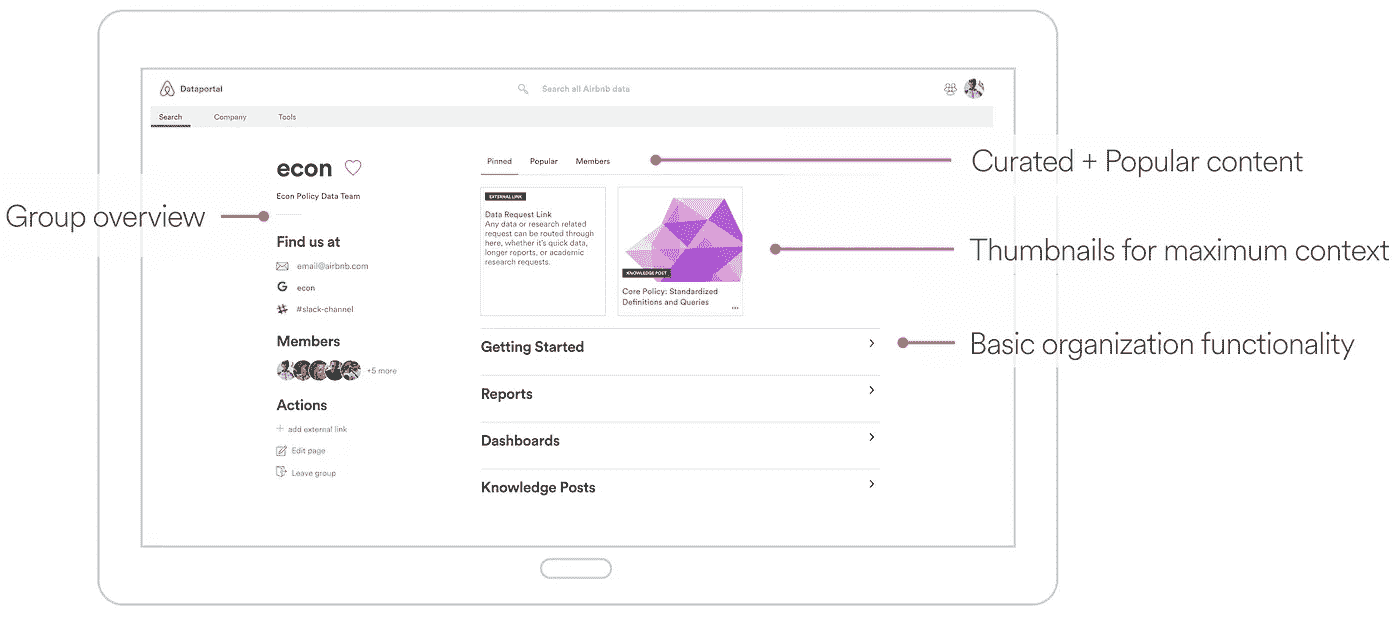 Dataportal
Search all Airbnb data
Search
Company
Tools
econ
Econ Policy Data Team
Group overview
Find us at
email@airbnb.com
econ
#slack-channel
Members
+5 more
Actions
add external link
Edit page
Leave group
Pinned
Popular
Members
Curated + Popular content
EXTERNAL LINK
Data Request Link
Any data or research related
request can be routed through
here, whether it's quick data,
longer reports, or academic
research requests.
KNOWLEDGE POST
Core Policy: Standardized
Definitions and Queries
Thumbnails for maximum context
Getting Started
Basic organization functionality
Reports
Dashboards
Knowledge Posts